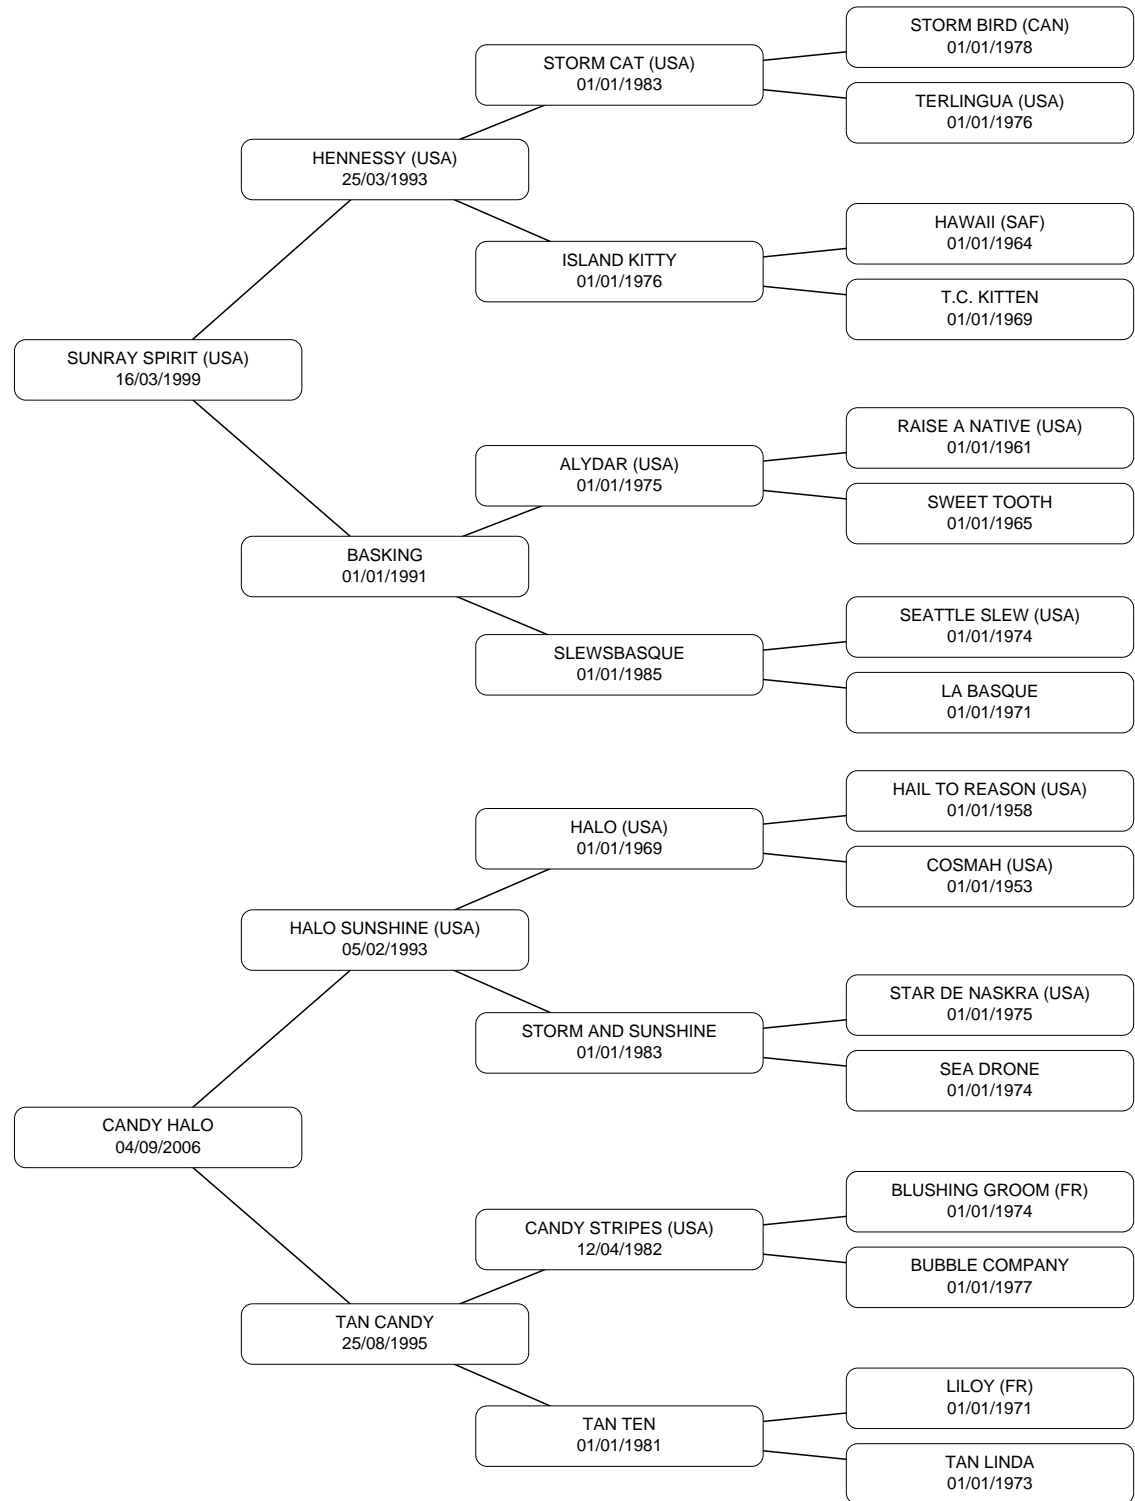 STORM BIRD (CAN)
01/01/1978
STORM CAT (USA)
01/01/1983
TERLINGUA (USA)
01/01/1976
HENNESSY (USA)
25/03/1993
HAWAII (SAF)
01/01/1964
ISLAND KITTY
01/01/1976
T.C. KITTEN
01/01/1969
SUNRAY SPIRIT (USA)
16/03/1999
RAISE A NATIVE (USA)
01/01/1961
ALYDAR (USA)
01/01/1975
SWEET TOOTH
01/01/1965
BASKING
01/01/1991
SEATTLE SLEW (USA)
01/01/1974
SLEWSBASQUE
01/01/1985
LA BASQUE
01/01/1971
HAIL TO REASON (USA)
01/01/1958
HALO (USA)
01/01/1969
COSMAH (USA)
01/01/1953
HALO SUNSHINE (USA)
05/02/1993
STAR DE NASKRA (USA)
01/01/1975
STORM AND SUNSHINE
01/01/1983
SEA DRONE
01/01/1974
CANDY HALO
04/09/2006
BLUSHING GROOM (FR)
01/01/1974
CANDY STRIPES (USA)
12/04/1982
BUBBLE COMPANY
01/01/1977
TAN CANDY
25/08/1995
LILOY (FR)
01/01/1971
TAN TEN
01/01/1981
TAN LINDA
01/01/1973